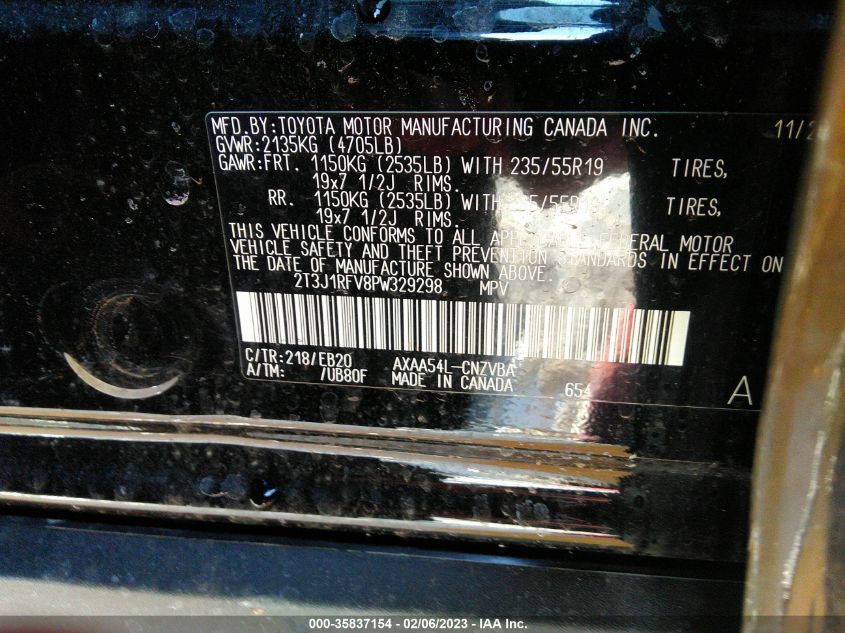 MFD.BY:TOYOTA MOTOR MANUFACTURING CANADA INC. 11/2
GVWR:2135KG (4705LB)
GAWR:FRT. 1150KG (2535LB) WITH 235/55R19 TIRES,
19x7 1/2J RIMS.
RR. 1150KG (2535LB) WITH TIRES,
19x7 1/2J RIMS.
THIS VEHICLE CONFORMS TO ALL FEDERAL MOTOR
VEHICLE SAFETY AND THEFT PREVENTION STANDARDS IN EFFECT ON
THE DATE OF MANUFACTURE SHOWN ABOVE.
2T3J1RFV8PW329298 MPV
C/TR:218/EB20 AXAA54L-CNZVBA
A/TM: /UB80F MADE IN CANADA 654
A
000-35837154 - 02/06/2023 - IAA Inc.